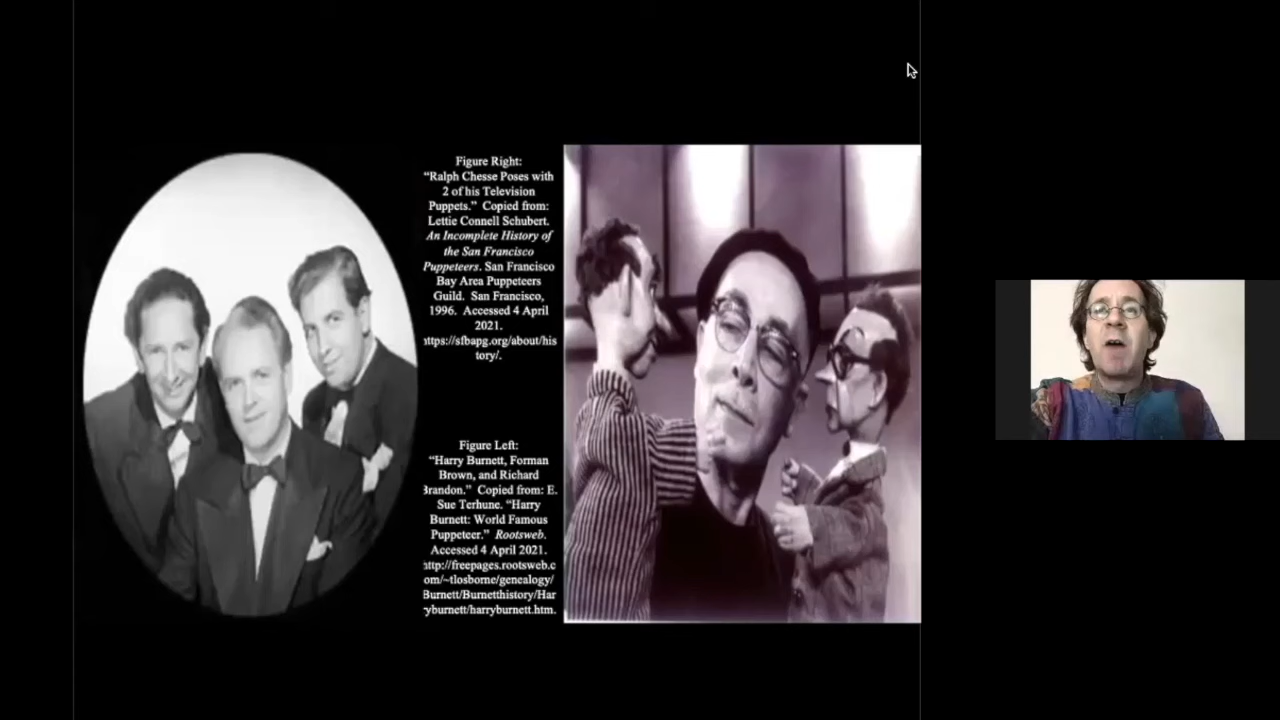 Figure Right:
“Ralph Chesse Poses with
2 of his Television
Puppets.” Copied from:
Lettie Connell Schubert.
An Incomplete History of
the San Francisco
Puppeteers. San Francisco
Bay Area Puppeteers
Guild. San Francisco,
1996. Accessed 4 April
2021.
ttps://sfbapg.org/about/his
tory/.
Figure Left:
“Harry Burnett, Forman
Brown, and Richard
Brandon.” Copied from: E.
Sue Terhune. “Harry
Burnett: World Famous
Puppeteer.” Rootsweb.
Accessed 4 April 2021.
ttp://freepages.rootsweb.c
om/~tlosborne/genealogy/
Burnett/Burnetthistory/Har
ryburnett/harryburnett.htm.